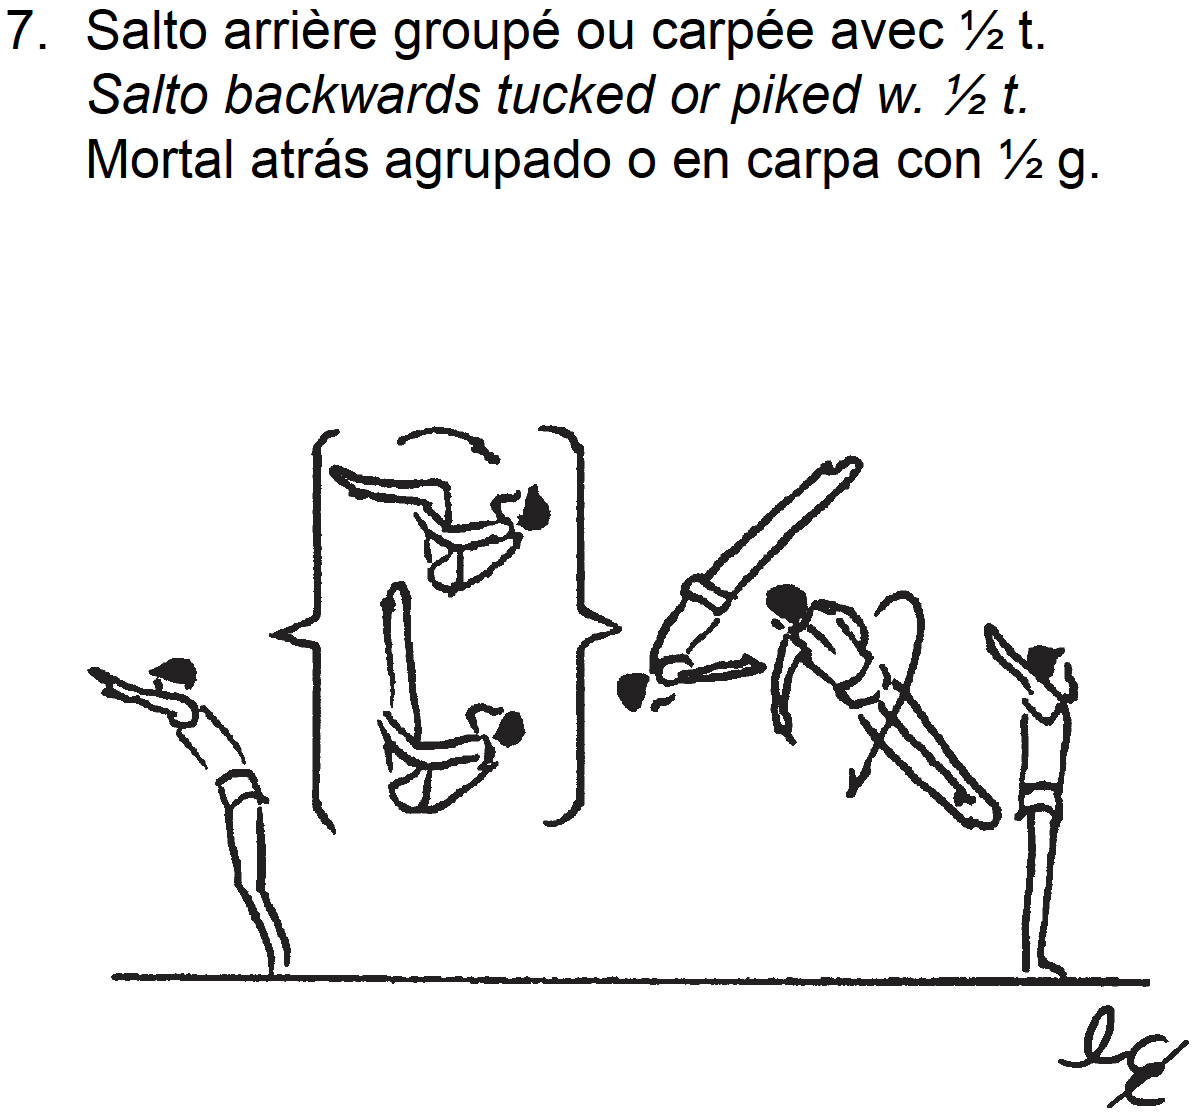 7. Salto arrière groupé ou carpée avec ½ t.
Salto backwards tucked or piked w. ½ t.
Mortal atrás agrupado o en carpa con ½ g.